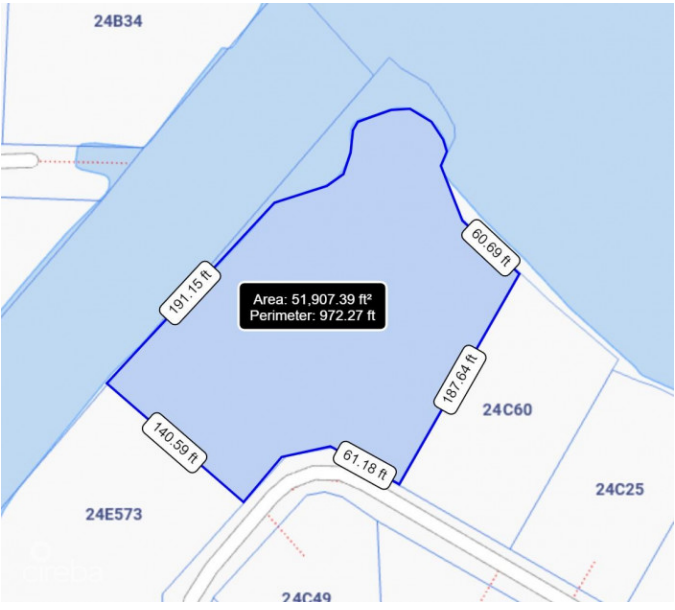 24B34
60.69 ft
191.15 ft
Area: 51,907.39 ft²
Perimeter: 972.27 ft
187.64 ft
24C60
140.59 ft
61.18 ft
24C25
24E573
cireba
24C49